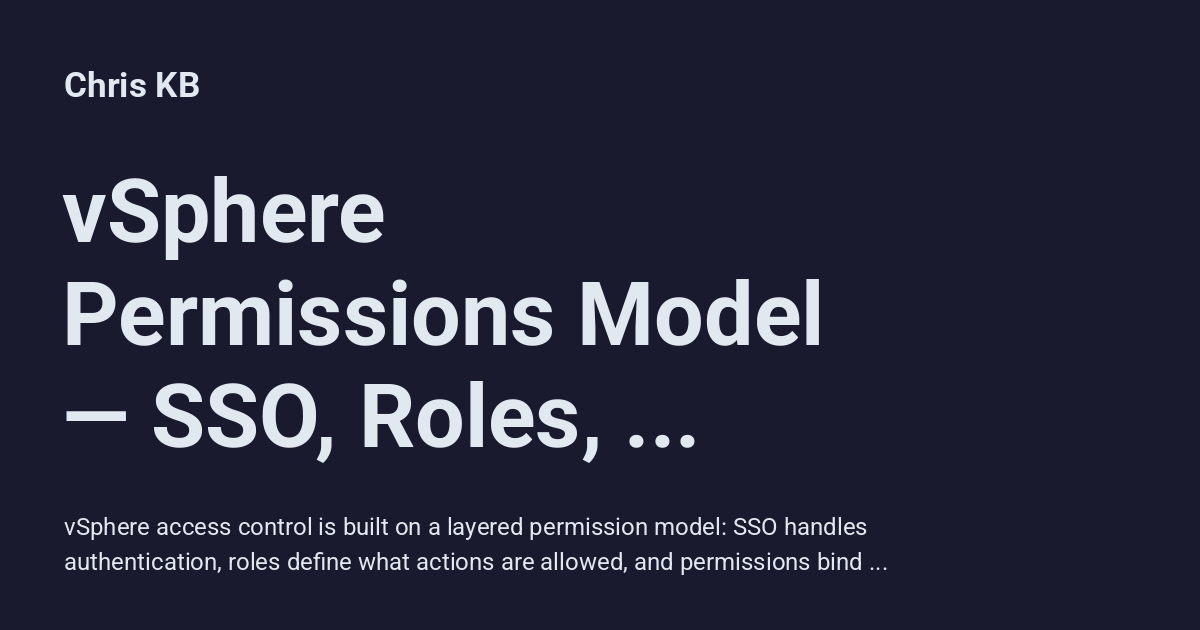 Chris KB
vSphere
Permissions Model
— SSO, Roles, ...
vSphere access control is built on a layered permission model: SSO handles
authentication, roles define what actions are allowed, and permissions bind ...